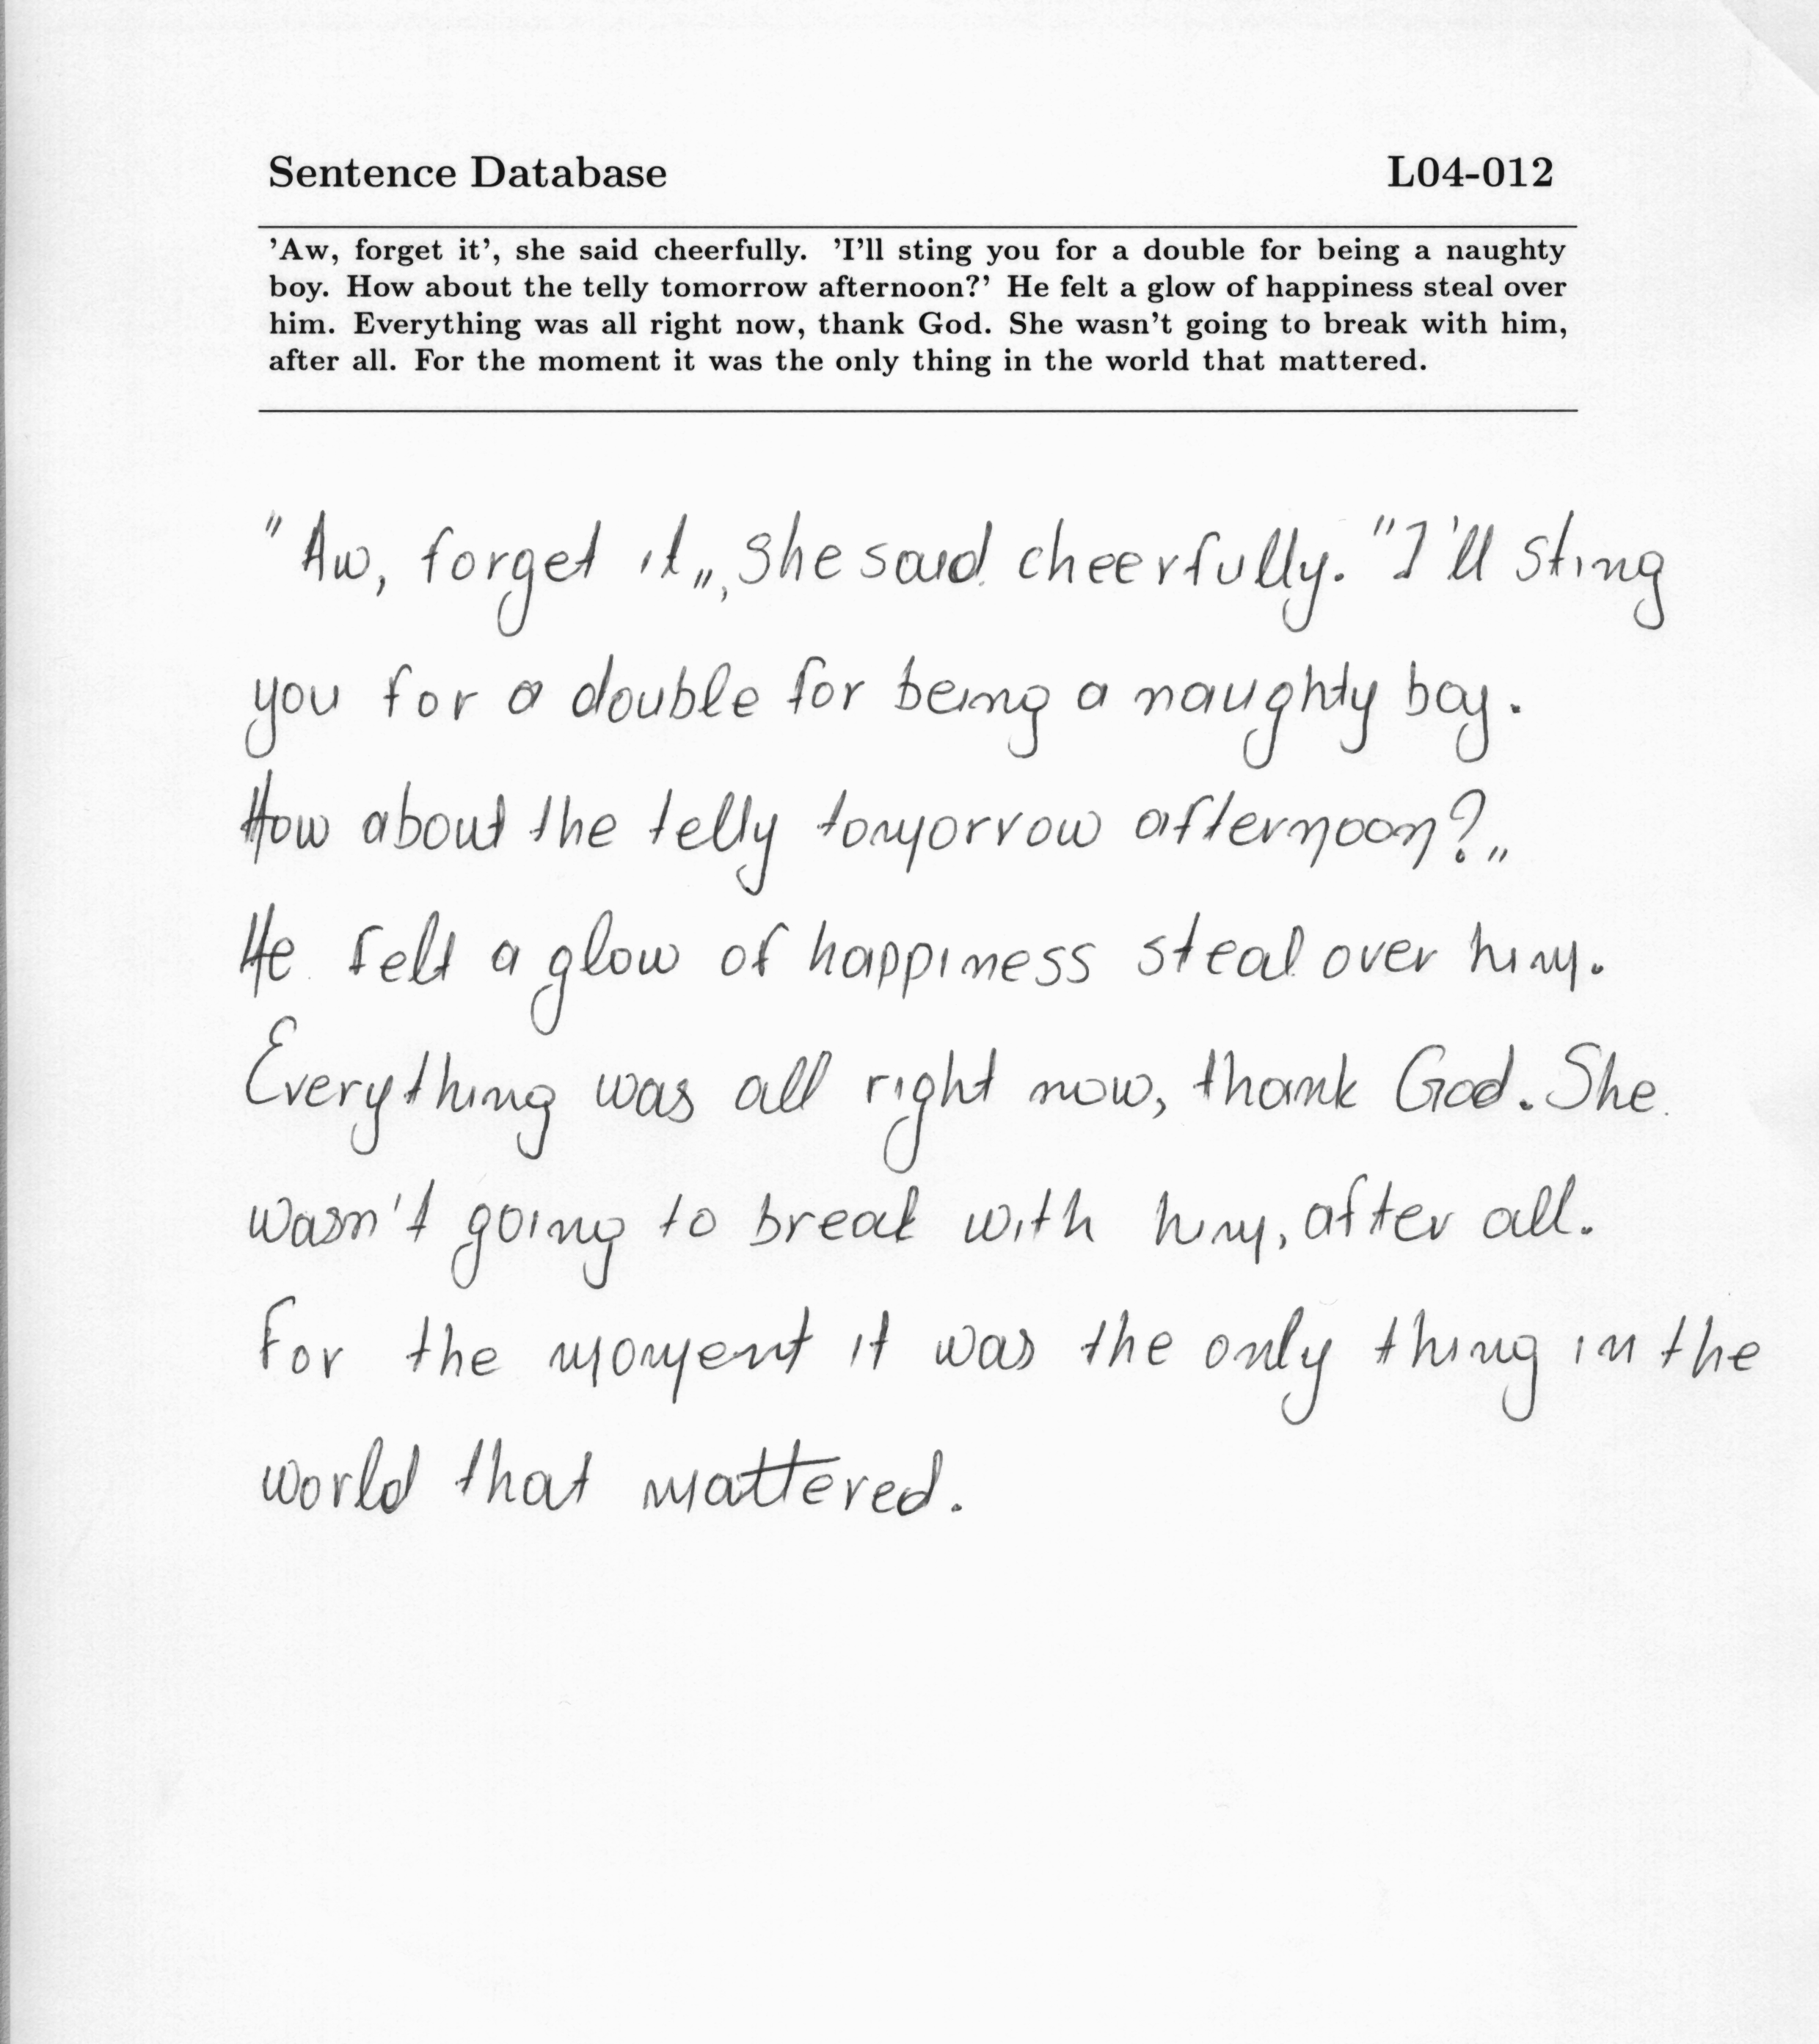 Sentence Database L04-012
'Aw, forget it', she said cheerfully. 'I'll sting you for a double for being a naughty
boy. How about the telly tomorrow afternoon?' He felt a glow of happiness steal over
him. Everything was all right now, thank God. She wasn't going to break with him,
after all. For the moment it was the only thing in the world that mattered.
"Aw, forget it„, she said cheerfully. "I'll sting
you for a double for being a naughty boy.
How about the telly tomorrow afternoon?„
He felt a glow of happiness steal over him.
Everything was all right now, thank God. She
wasn't going to break with him, after all.
For the moment it was the only thing in the
world that mattered.